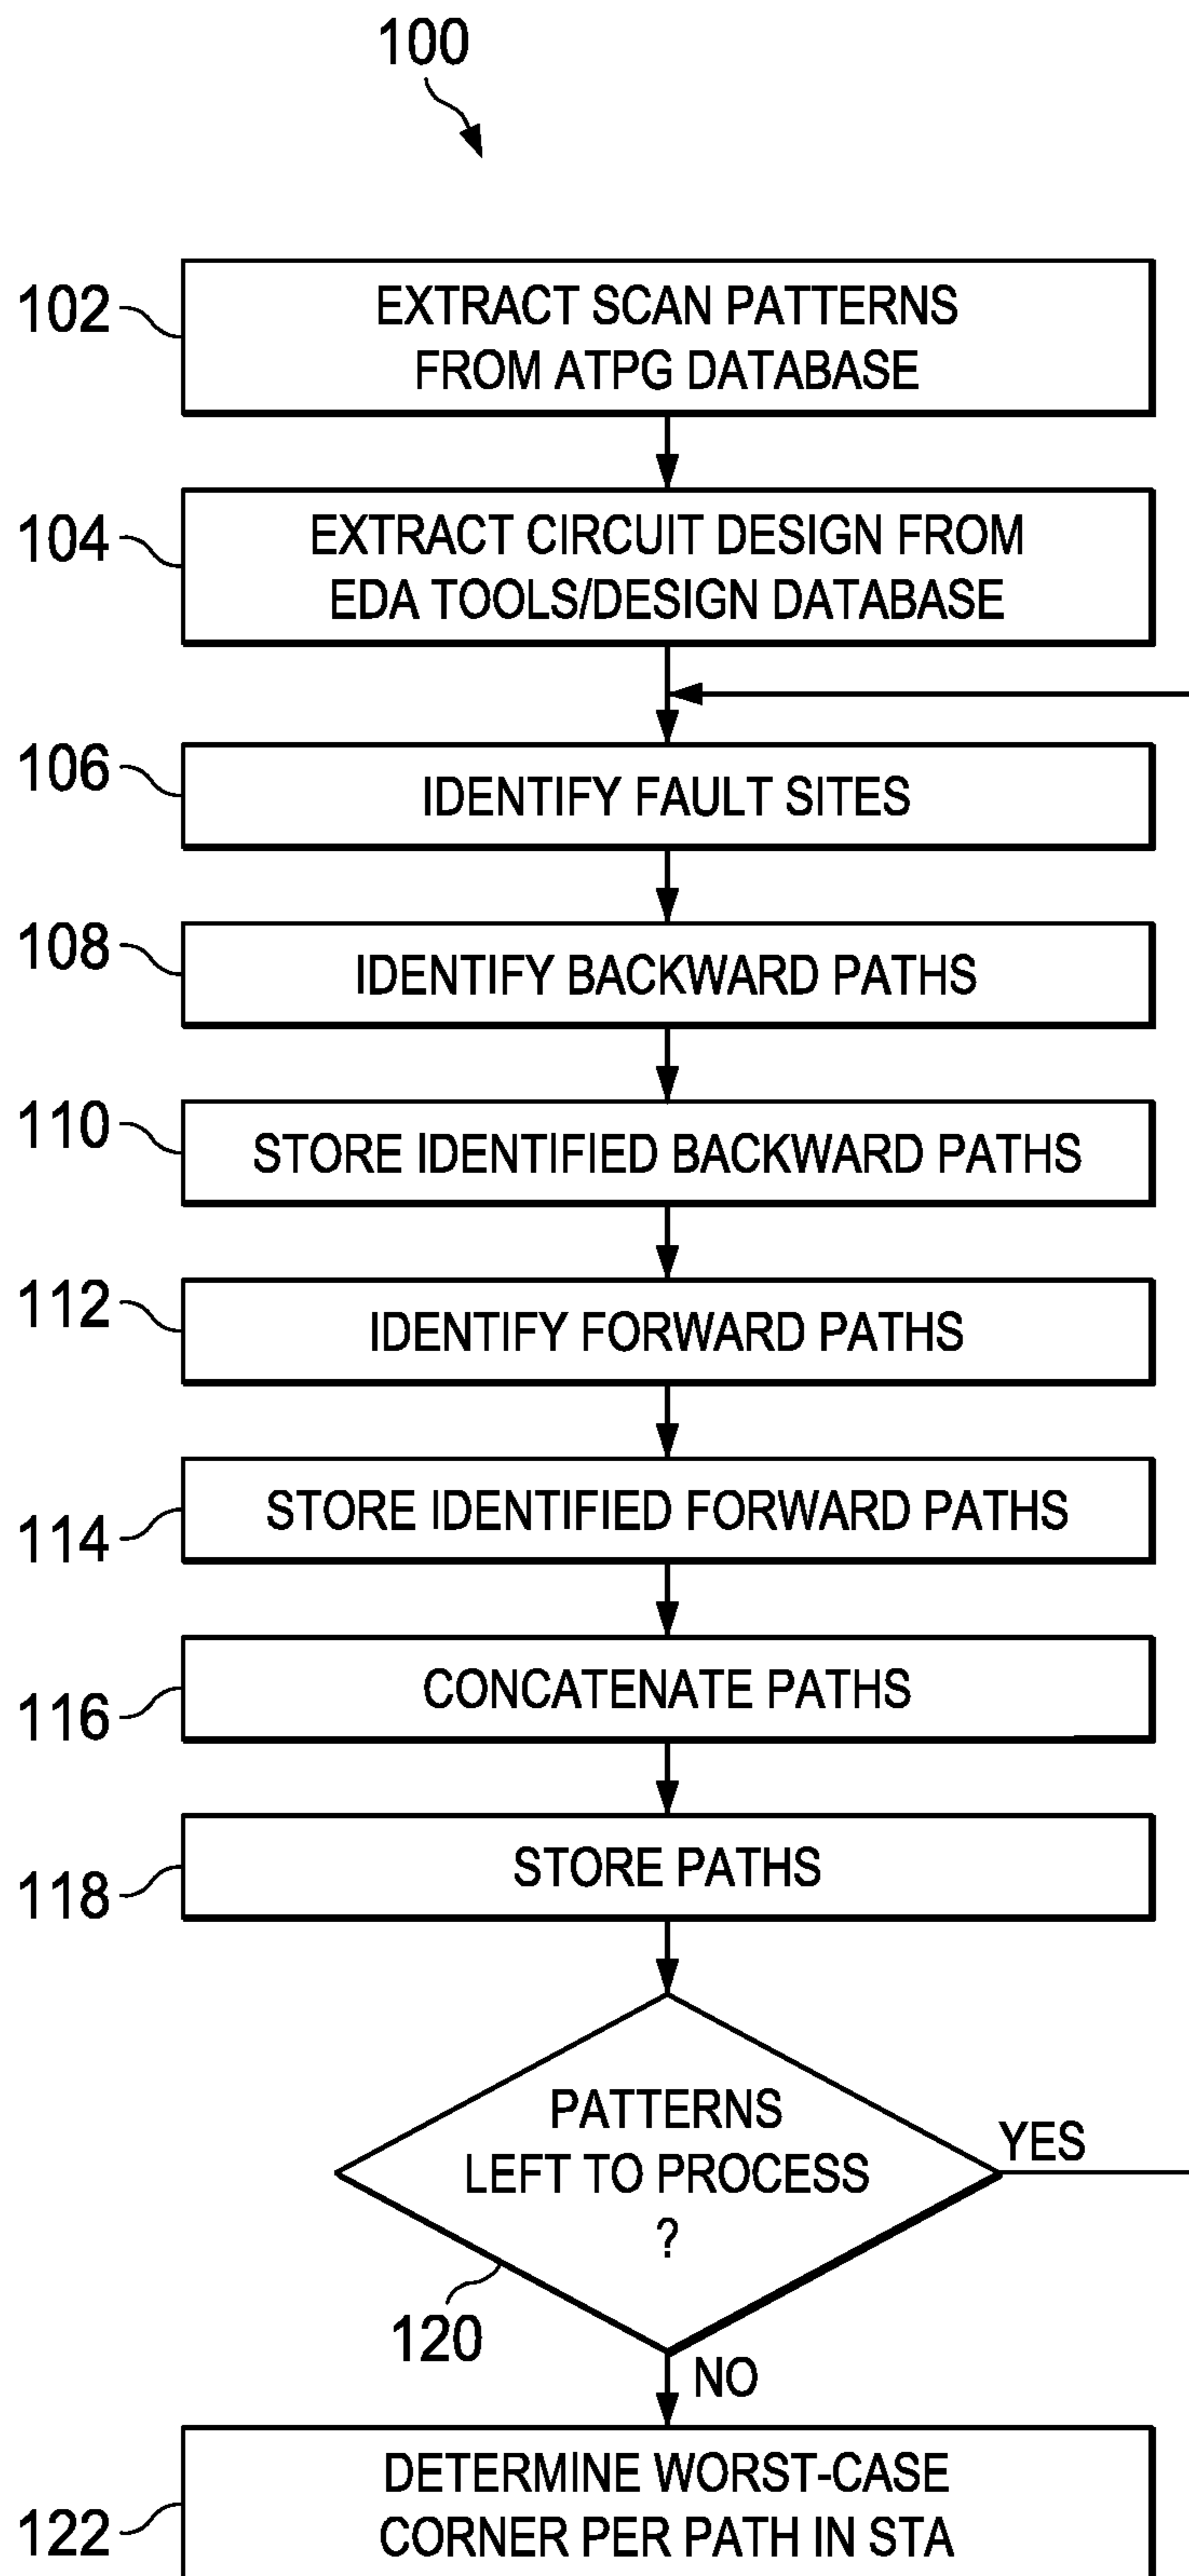 100
102
EXTRACT SCAN PATTERNS
FROM ATPG DATABASE
104
EXTRACT CIRCUIT DESIGN FROM
EDA TOOLS/DESIGN DATABASE
106
IDENTIFY FAULT SITES
108
IDENTIFY BACKWARD PATHS
110
STORE IDENTIFIED BACKWARD PATHS
112
IDENTIFY FORWARD PATHS
114
STORE IDENTIFIED FORWARD PATHS
116
CONCATENATE PATHS
118
STORE PATHS
PATTERNS
LEFT TO PROCESS
?
YES
120
NO
122
DETERMINE WORST-CASE
CORNER PER PATH IN STA